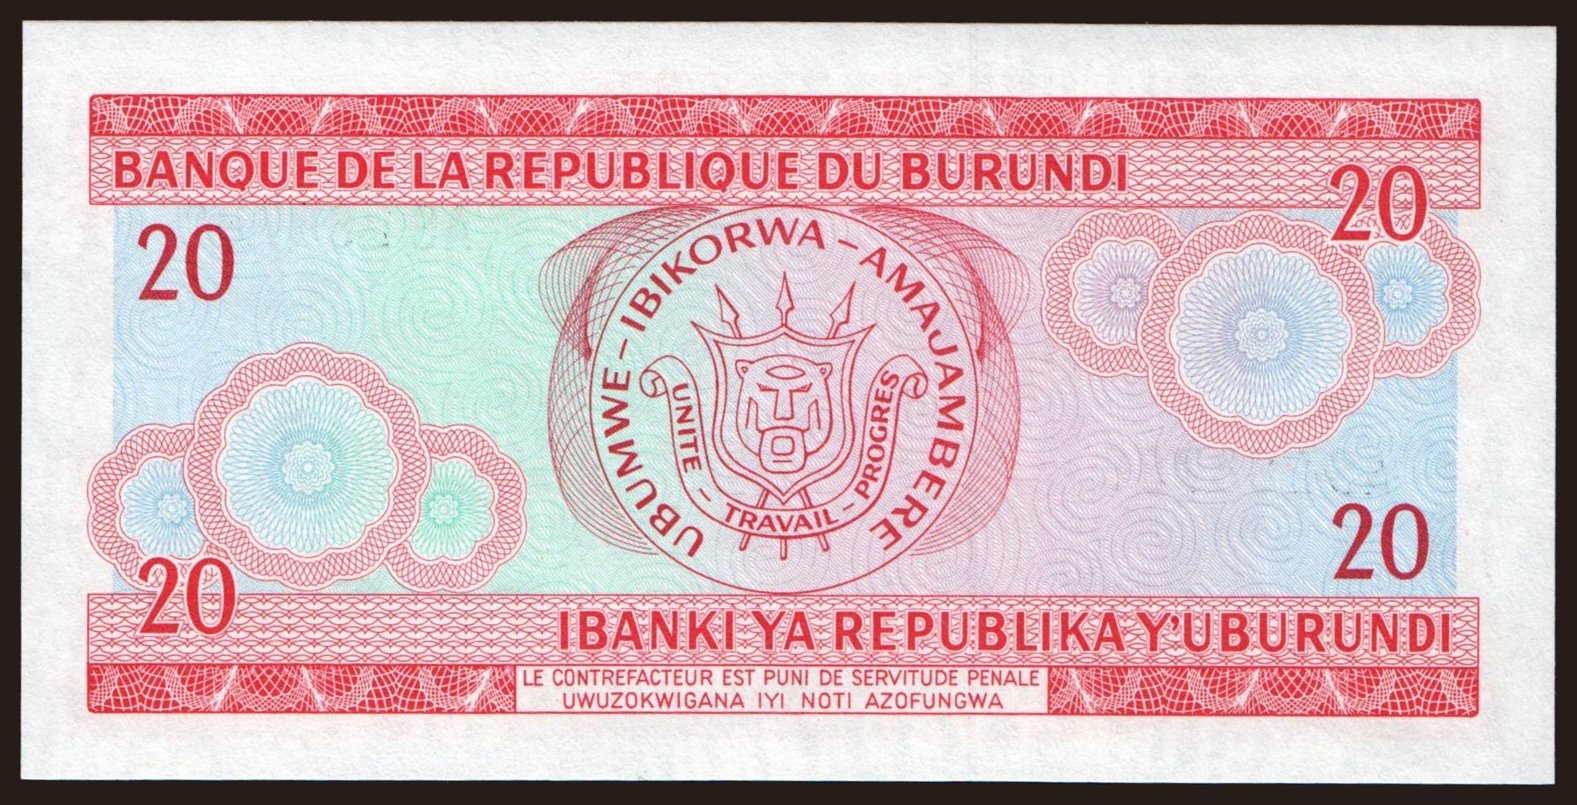 BANQUE DE LA REPUBLIQUE DU BURUNDI
20
20
UBUMWE - IBIKORWA - AMAJAMBERE
UNITE - TRAVAIL - PROGRES
20
20
IBANKI YA REPUBLIKA Y'UBURUNDI
LE CONTREFACTEUR EST PUNI DE SERVITUDE PENALE
UWUZOKWIGANA IYI NOTI AZOFUNGWA